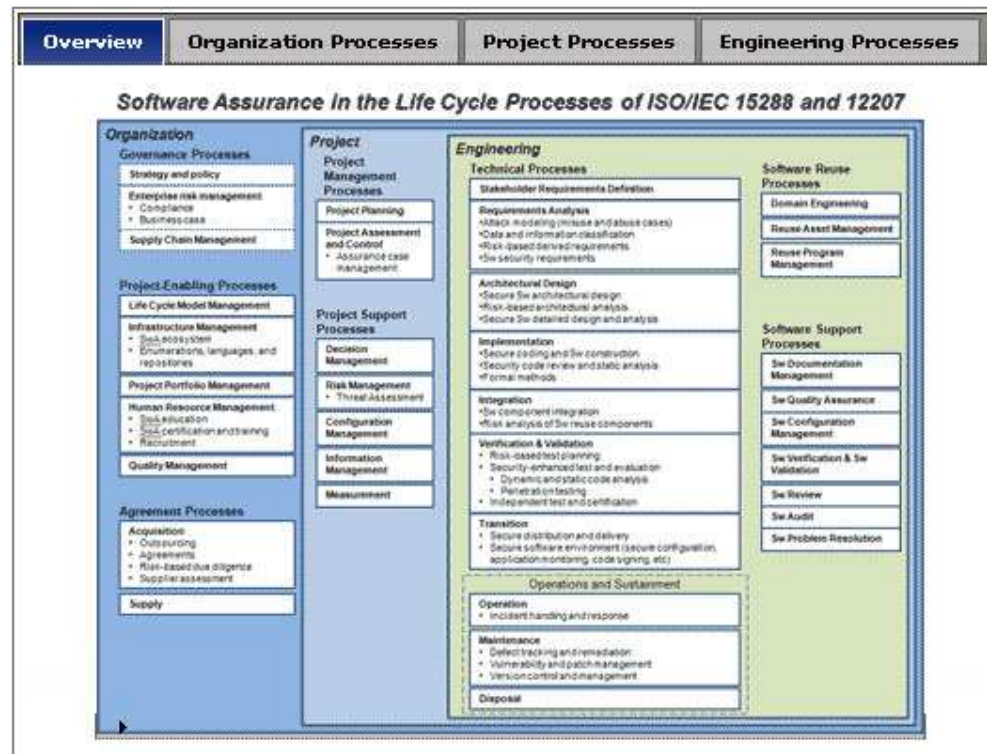 Overview
Organization Processes
Project Processes
Engineering Processes
Software Assurance in the Life Cycle Processes of ISO/IEC 15288 and 12207
Organization
Governance Processes
Strategy and policy
Enterprise risk management
• Compliance
• Business case
Supply Chain Management
Project-Enabling Processes
Life Cycle Model Management
Infrastructure Management
• SwA ecosystem
• Enumerations, languages, and
repositories
Project Portfolio Management
Human Resource Management
• SwA education
• SwA certification and training
• Recruitment
Quality Management
Agreement Processes
Acquisition
• Outsourcing
• Agreements
• Risk-based due diligence
• Supplier assessment
Supply
Project
Project
Management
Processes
Project Planning
Project Assessment
and Control
• Assurance case
management
Project Support
Processes
Decision
Management
Risk Management
• Threat Assessment
Configuration
Management
Information
Management
Measurement
Engineering
Technical Processes
Stakeholder Requirements Definition
Requirements Analysis
•Attack modeling (misuse and abuse cases)
•Data and information classification
•Risk-based derived requirements
•Sw security requirements
Architectural Design
•Secure Sw architectural design
•Risk-based architectural analysis
•Secure Sw detailed design and analysis
Implementation
•Secure coding and Sw construction
•Security code review and static analysis
•Formal methods
Integration
•Sw component integration
•Risk analysis of Sw reuse components
Verification & Validation
• Risk-based test planning
• Security-enhanced test and evaluation
• Dynamic and static code analysis
• Penetration testing
• Independent test and certification
Transition
• Secure distribution and delivery
• Secure software environment (secure configuration,
application monitoring, code signing, etc)
Operations and Sustainment
Operation
• Incident handling and response
Maintenance
• Defect tracking and remediation
• Vulnerability and patch management
• Version control and management
Disposal
Software Reuse
Processes
Domain Engineering
Reuse Asset Management
Reuse Program
Management
Software Support
Processes
Sw Documentation
Management
Sw Quality Assurance
Sw Configuration
Management
Sw Verification & Sw
Validation
Sw Review
Sw Audit
Sw Problem Resolution